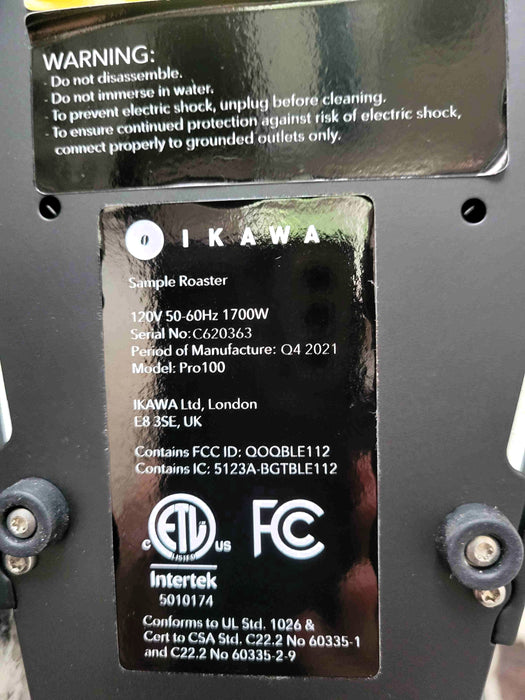 WARNING:
- Do not disassemble.
- Do not immerse in water.
- To prevent electric shock, unplug before cleaning.
- To ensure continued protection against risk of electric shock,
connect properly to grounded outlets only.
IKAWA
Sample Roaster
120V 50-60Hz 1700W
Serial No: C620363
Period of Manufacture: Q4 2021
Model: Pro100
IKAWA Ltd, London
E8 3SE, UK
Contains FCC ID: QOQBLE112
Contains IC: 5123A-BGTBLE112
ETL CM
LISTED
c US
FC
Intertek
5010174
Conforms to UL Std. 1026 &
Cert to CSA Std. C22.2 No 60335-1
and C22.2 No 60335-2-9